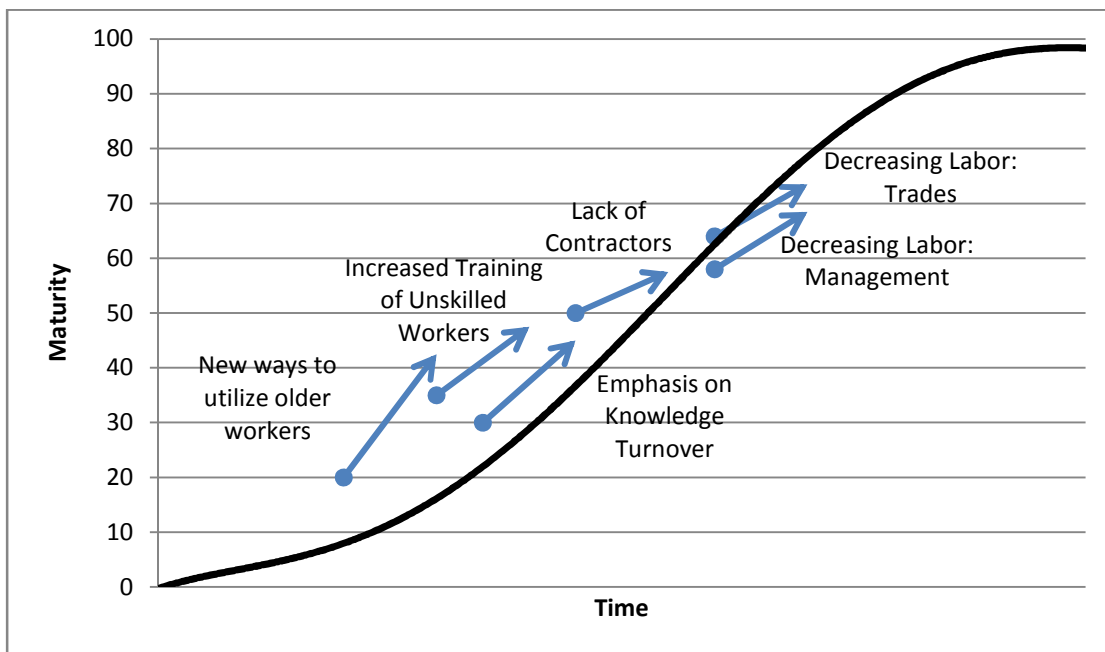 100
90
80
70
60
50
40
30
20
10
0
Maturity
Time
New ways to
utilize older
workers
Increased Training
of Unskilled
Workers
Lack of
Contractors
Emphasis on
Knowledge
Turnover
Decreasing Labor:
Trades
Decreasing Labor:
Management